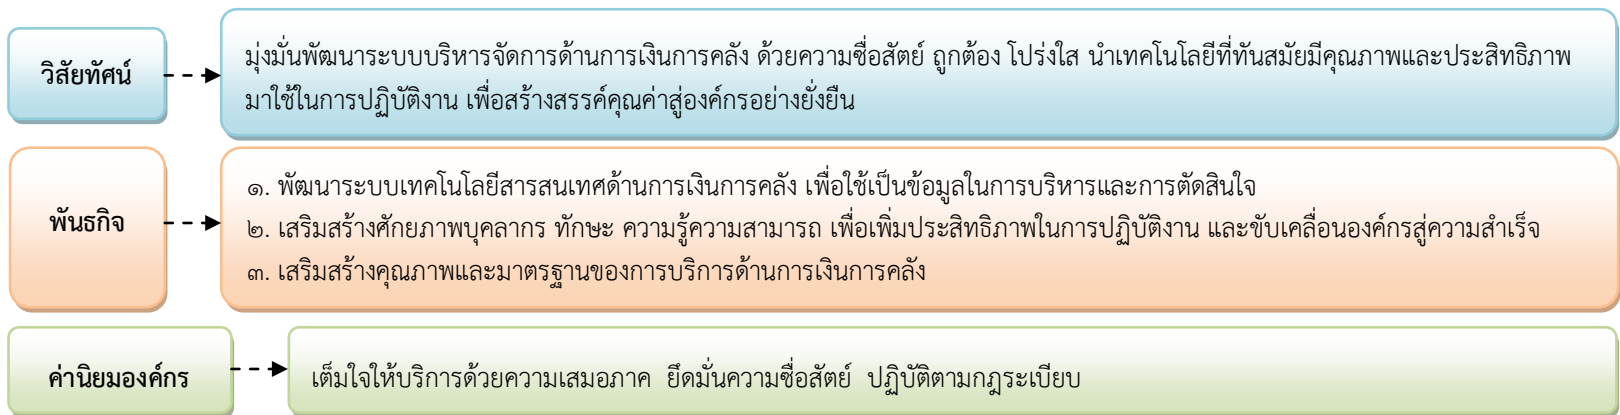 วิสัยทัศน์
มุ่งมั่นพัฒนาระบบบริหารจัดการด้านการเงินการคลัง ด้วยความซื่อสัตย์ ถูกต้อง โปร่งใส นำเทคโนโลยีที่ทันสมัยมีคุณภาพและประสิทธิภาพ
มาใช้ในการปฏิบัติงาน เพื่อสร้างสรรค์คุณค่าสู่องค์กรอย่างยั่งยืน
พันธกิจ
๑. พัฒนาระบบเทคโนโลยีสารสนเทศด้านการเงินการคลัง เพื่อใช้เป็นข้อมูลในการบริหารและการตัดสินใจ
๒. เสริมสร้างศักยภาพบุคลากร ทักษะ ความรู้ความสามารถ เพื่อเพิ่มประสิทธิภาพในการปฏิบัติงาน และขับเคลื่อนองค์กรสู่ความสำเร็จ
๓. เสริมสร้างคุณภาพและมาตรฐานของการบริการด้านการเงินการคลัง
ค่านิยมองค์กร
เต็มใจให้บริการด้วยความเสมอภาค ยึดมั่นความซื่อสัตย์ ปฏิบัติตามกฎระเบียบ